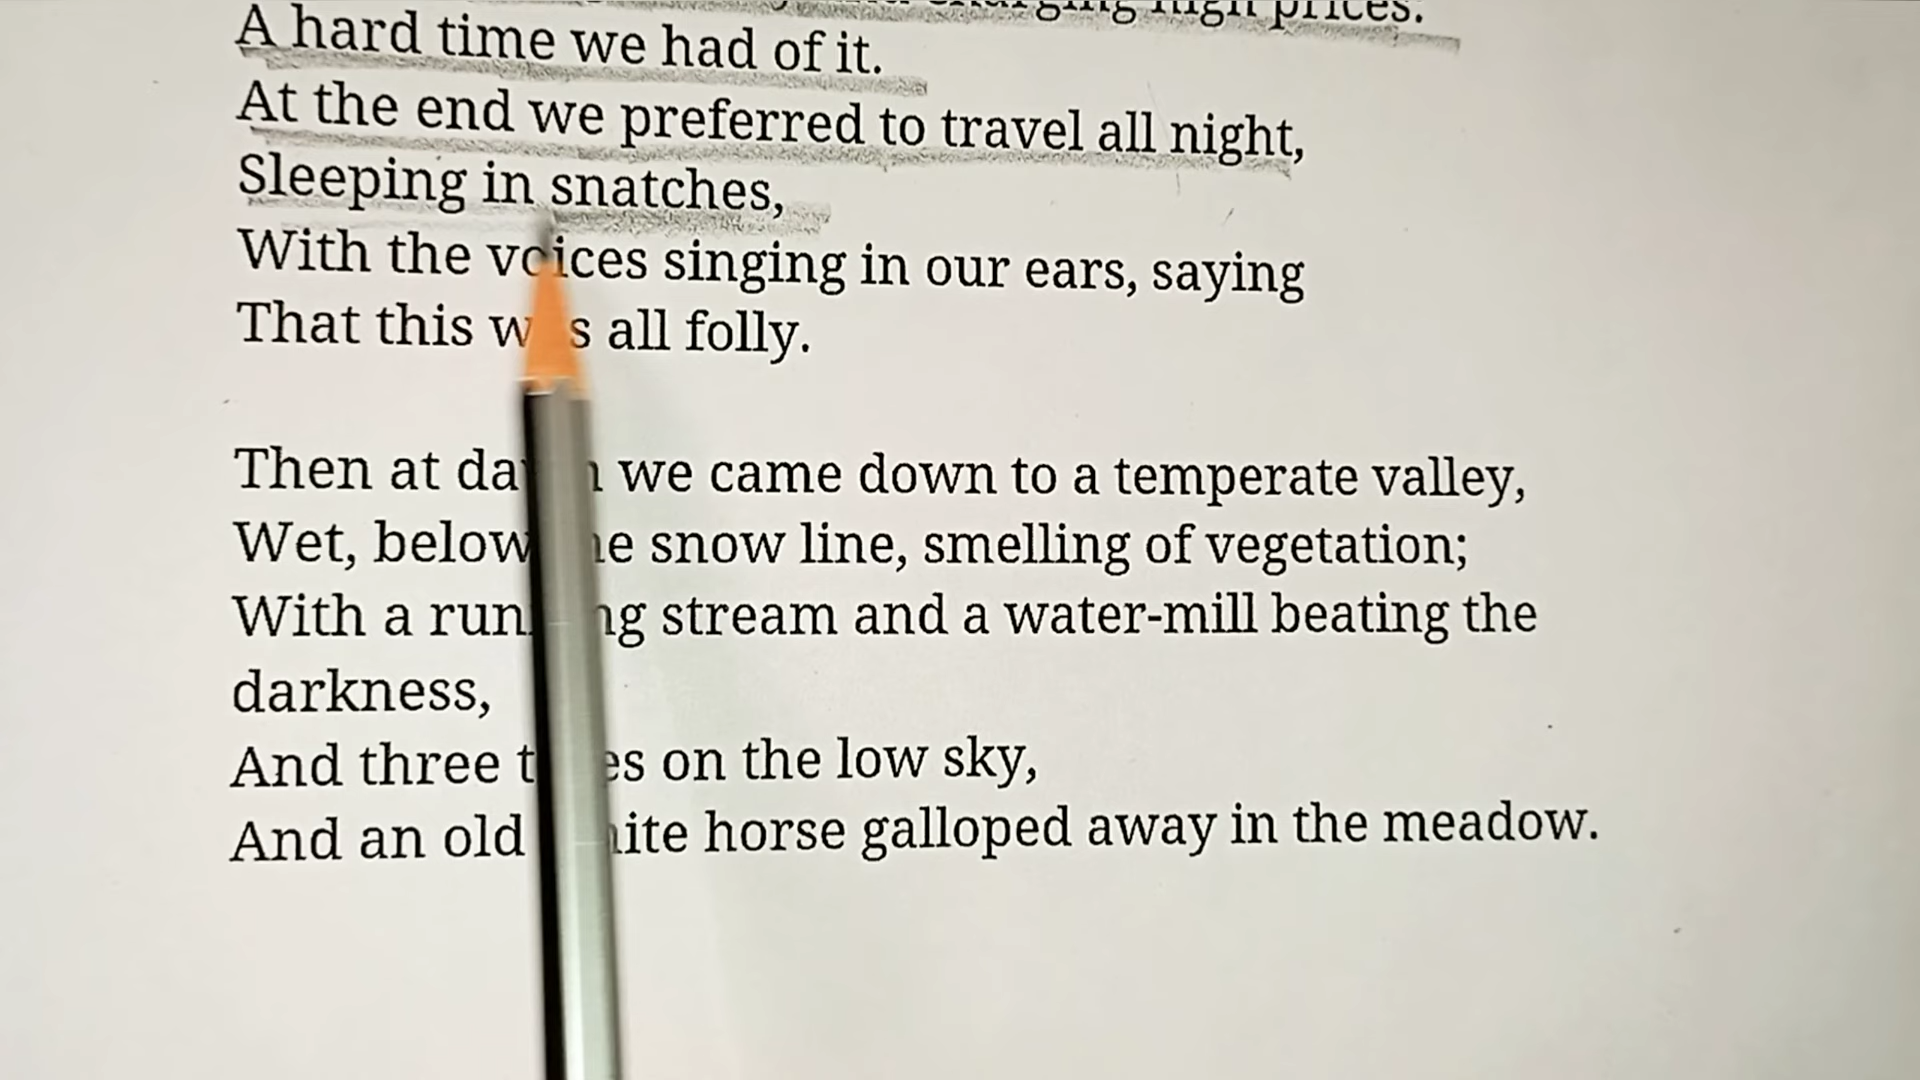 charging high prices.
A hard time we had of it.
At the end we preferred to travel all night,
Sleeping in snatches,
With the voices singing in our ears, saying
That this was all folly.
Then at dawn we came down to a temperate valley,
Wet, below the snow line, smelling of vegetation;
With a running stream and a water-mill beating the
darkness,
And three trees on the low sky,
And an old white horse galloped away in the meadow.